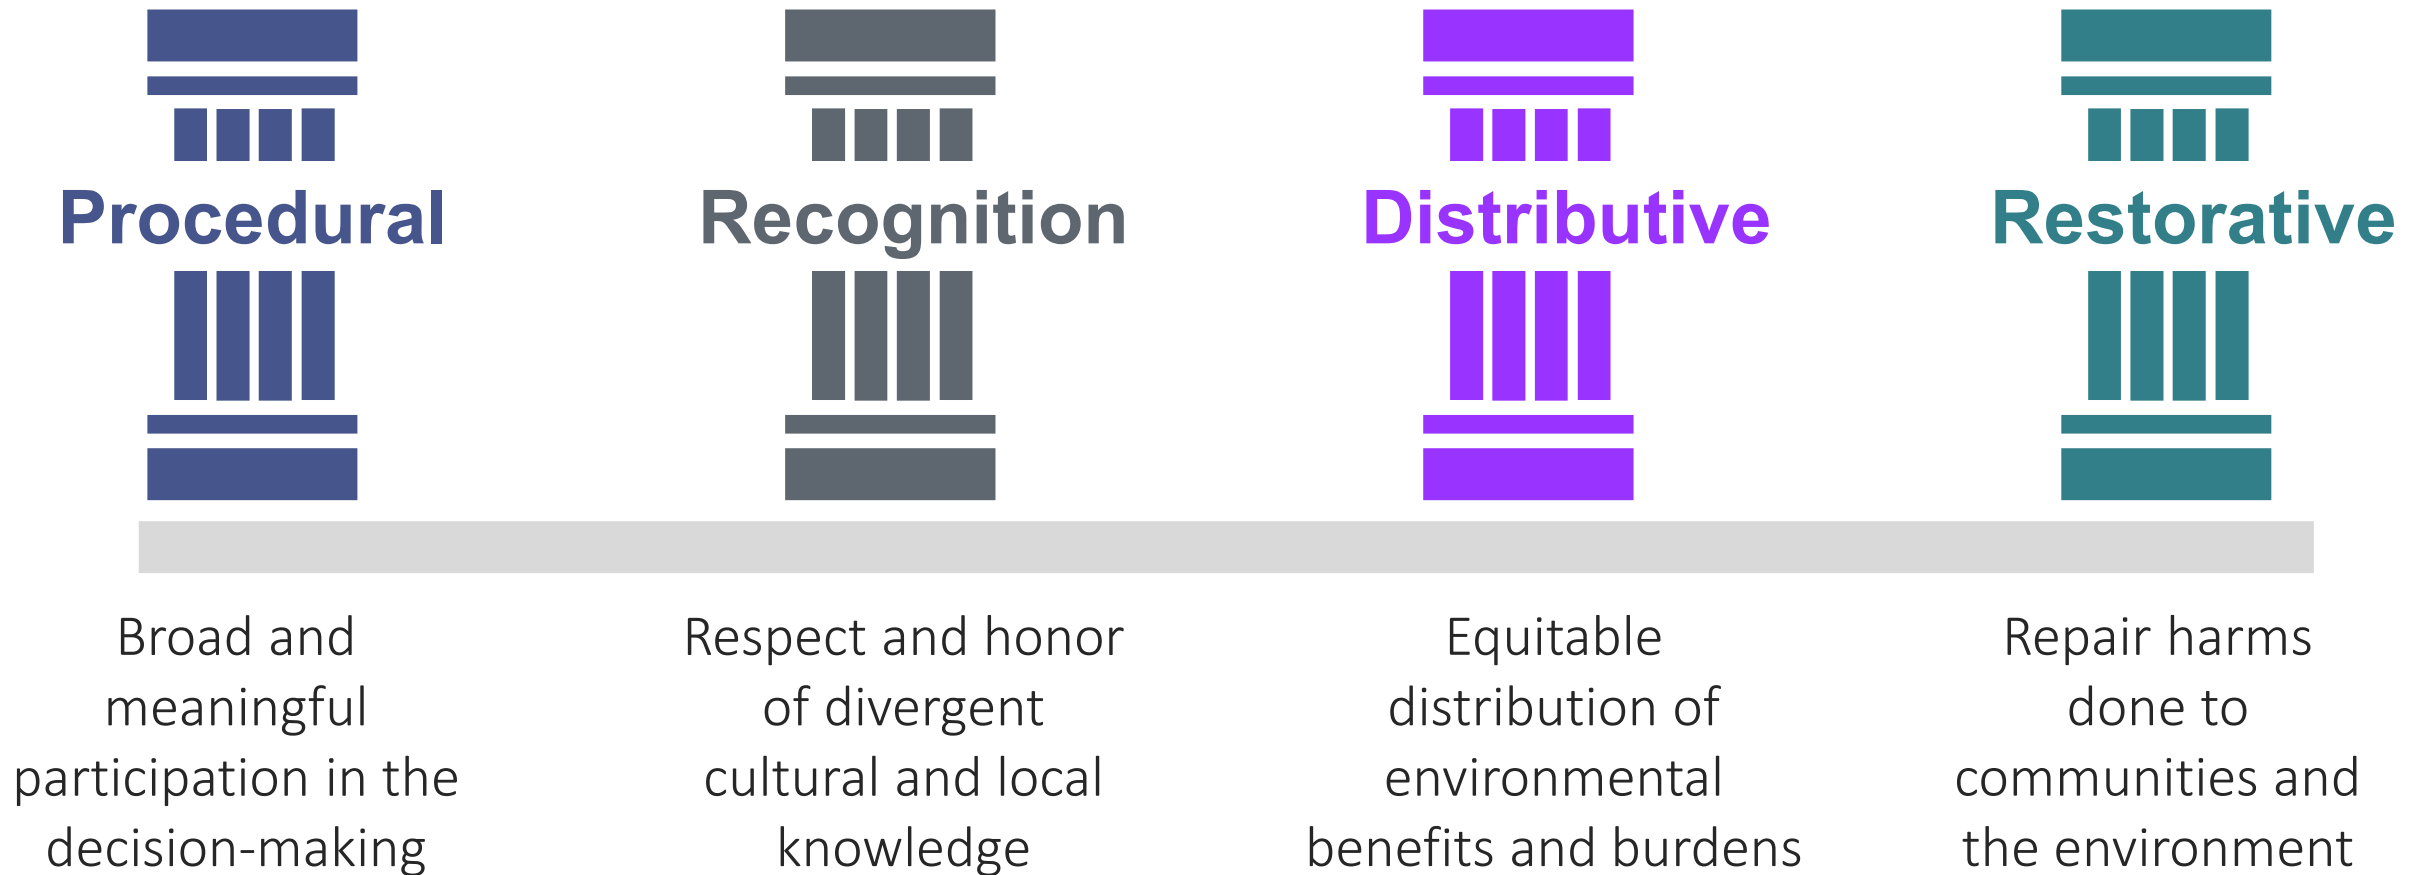 Procedural
Recognition
Distributive
Restorative
Broad and
meaningful
participation in the
decision-making
Respect and honor
of divergent
cultural and local
knowledge
Equitable
distribution of
environmental
benefits and burdens
Repair harms
done to
communities and
the environment